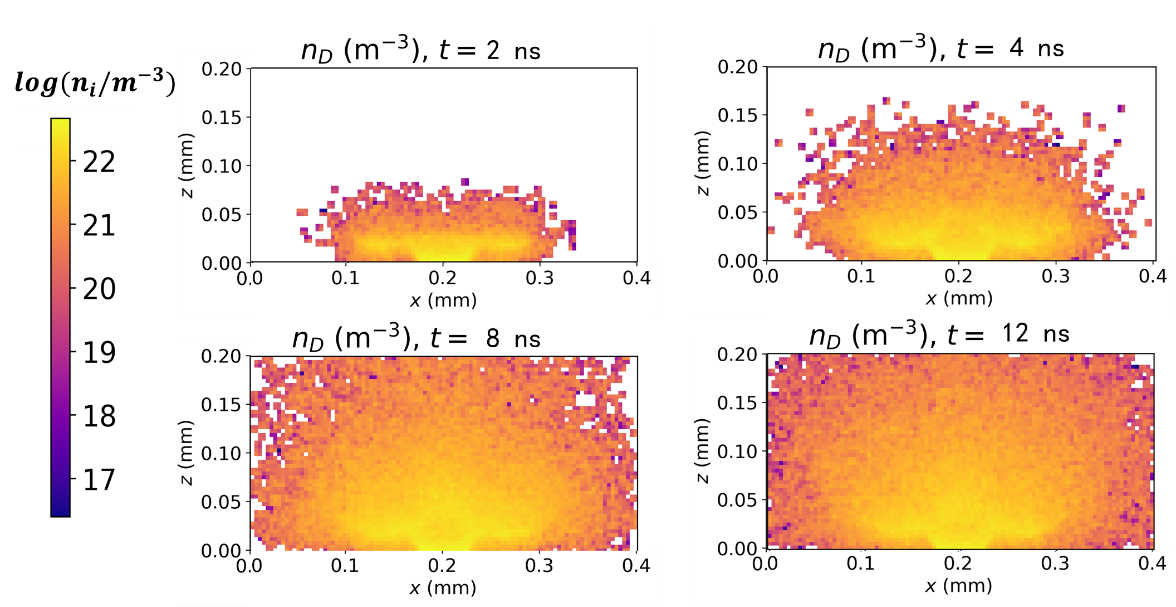 log(nᵢ/m⁻³)
22
21
20
19
18
17
n_D (m⁻³), t = 2 ns
0.20
0.15
0.10
0.05
0.00
z (mm)
0.0 0.1 0.2 0.3 0.4
x (mm)
n_D (m⁻³), t = 4 ns
0.20
0.15
0.10
0.05
0.00
z (mm)
0.0 0.1 0.2 0.3 0.4
x (mm)
n_D (m⁻³), t = 8 ns
0.20
0.15
0.10
0.05
0.00
z (mm)
0.0 0.1 0.2 0.3 0.4
x (mm)
n_D (m⁻³), t = 12 ns
0.20
0.15
0.10
0.05
0.00
z (mm)
0.0 0.1 0.2 0.3 0.4
x (mm)